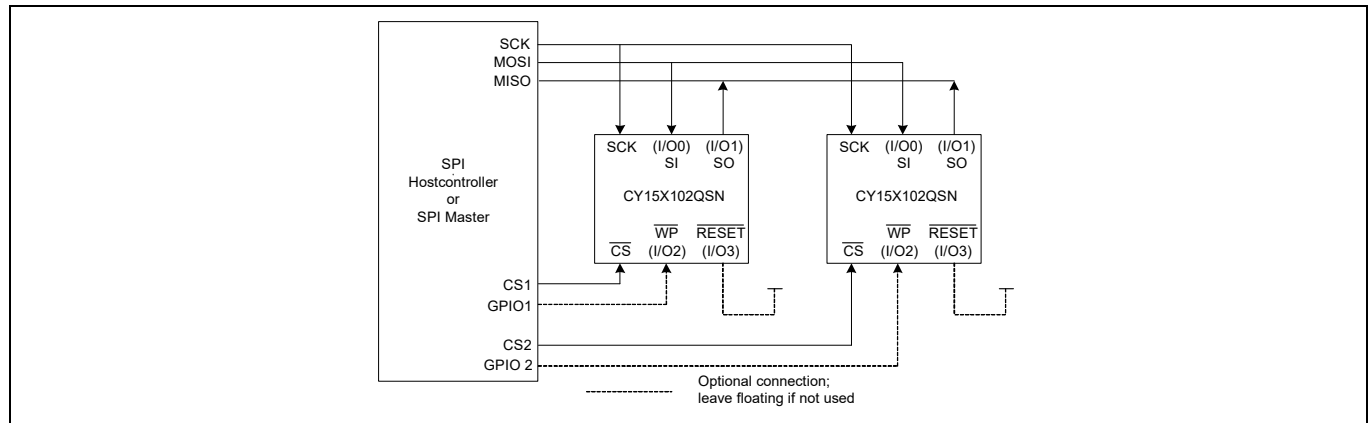 SCK
MOSI
MISO
SPI
Hostcontroller
or
SPI Master
CS1
GPIO1
CS2
GPIO 2
SCK (I/O0) (I/O1)
SI SO
CY15X102QSN
WP RESET
CS (I/O2) (I/O3)
SCK (I/O0) (I/O1)
SI SO
CY15X102QSN
WP RESET
CS (I/O2) (I/O3)
Optional connection;
leave floating if not used